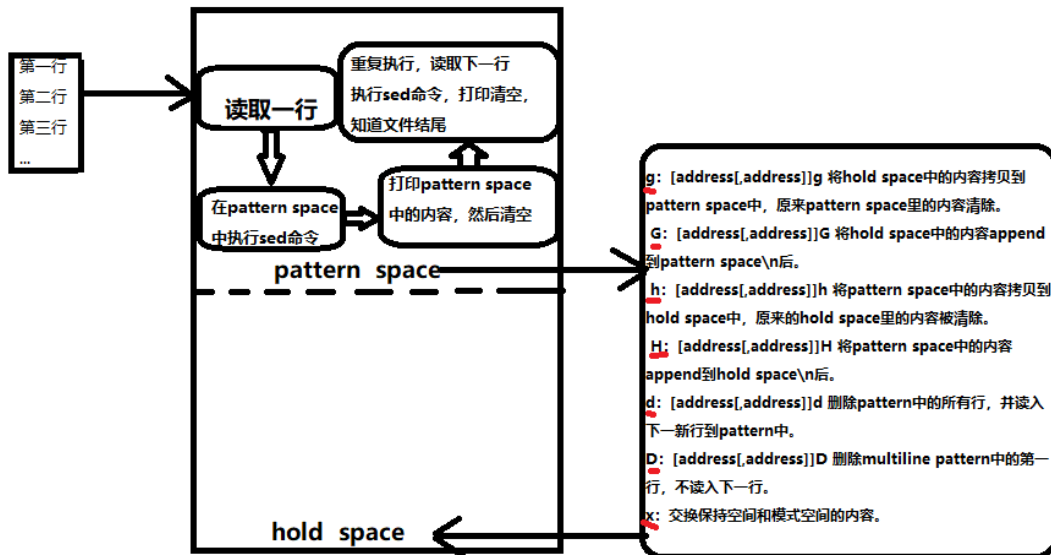 第一行
第二行
第三行
...
读取一行
重复执行，读取下一行
执行sed命令，打印清空，
知道文件结尾
在pattern space
中执行sed命令
打印pattern space
中的内容，然后清空
pattern space
hold space
g：[address[,address]]g 将hold space中的内容拷贝到
pattern space中，原来pattern space里的内容清除。
G：[address[,address]]G 将hold space中的内容append
到pattern space\n后。
h：[address[,address]]h 将pattern space中的内容拷贝到
hold space中，原来的hold space里的内容被清除。
H：[address[,address]]H 将pattern space中的内容
append到hold space\n后。
d：[address[,address]]d 删除pattern中的所有行，并读入
下一新行到pattern中。
D：[address[,address]]D 删除multiline pattern中的第一
行，不读入下一行。
x：交换保持空间和模式空间的内容。